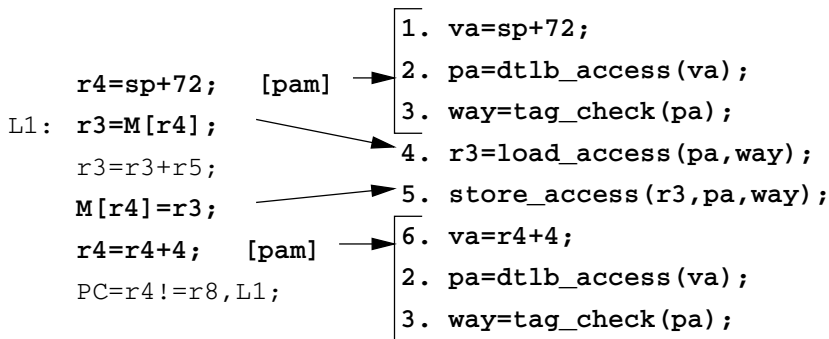 r4=sp+72; [pam]
L1: r3=M[r4];
r3=r3+r5;
M[r4]=r3;
r4=r4+4; [pam]
PC=r4!=r8,L1;
1. va=sp+72;
2. pa=dtlb_access(va);
3. way=tag_check(pa);
4. r3=load_access(pa,way);
5. store_access(r3,pa,way);
6. va=r4+4;
2. pa=dtlb_access(va);
3. way=tag_check(pa);